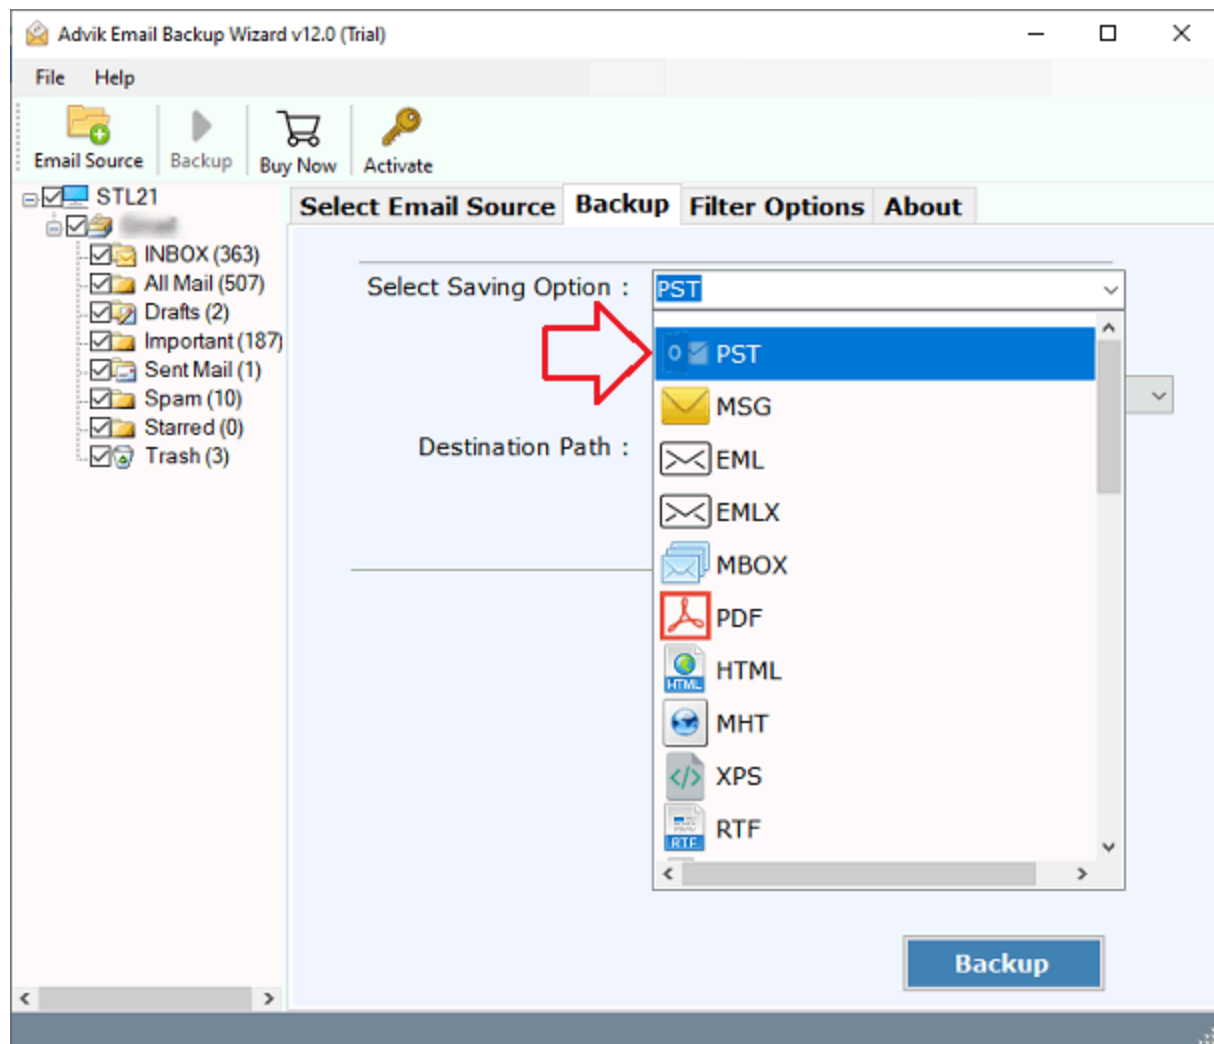 Advik Email Backup Wizard v12.0 (Trial)
File Help
Email Source Backup Buy Now Activate
STL21
INBOX (363)
All Mail (507)
Drafts (2)
Important (187)
Sent Mail (1)
Spam (10)
Starred (0)
Trash (3)
Select Email Source Backup Filter Options About
Select Saving Option : PST
PST
MSG
Destination Path :
EML
EMLX
MBOX
PDF
HTML
MHT
XPS
RTF
Backup